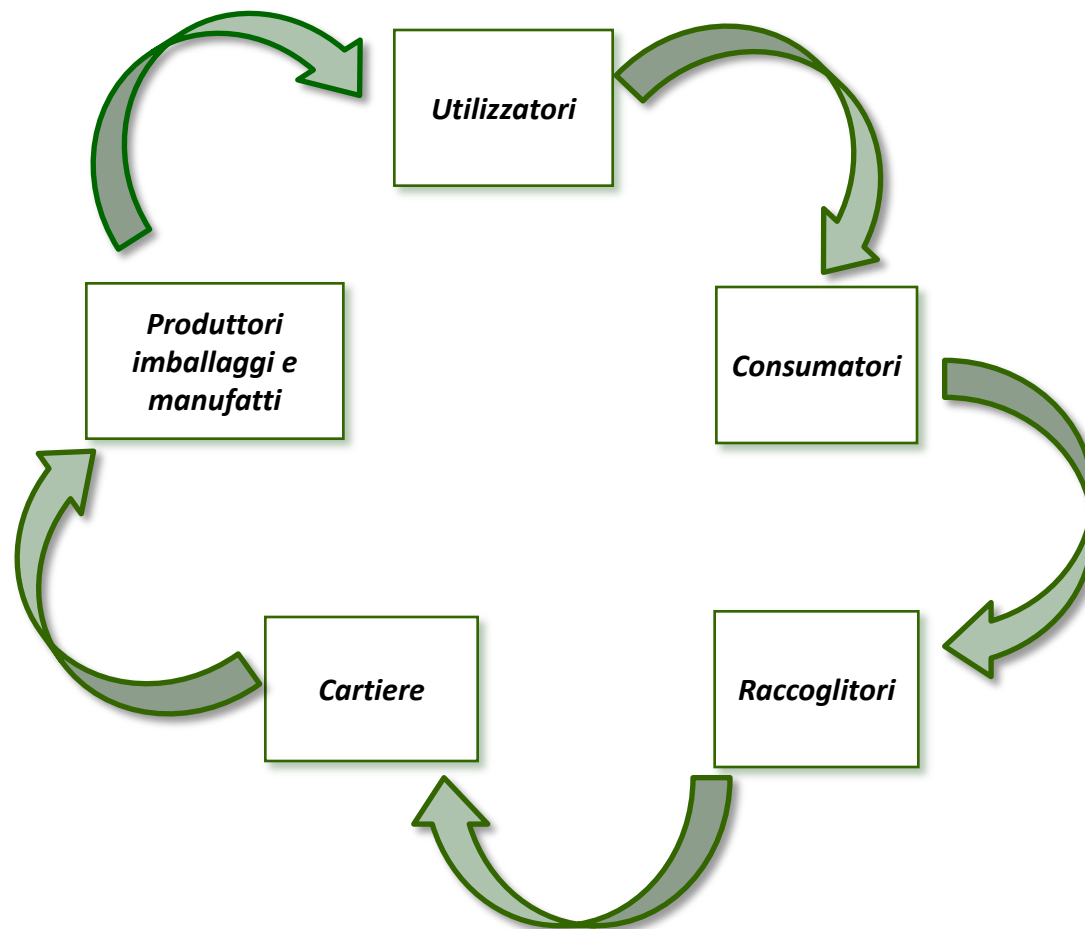 Utilizzatori
Produttori
imballaggi e
manufatti
Consumatori
Cartiere
Raccoglitori